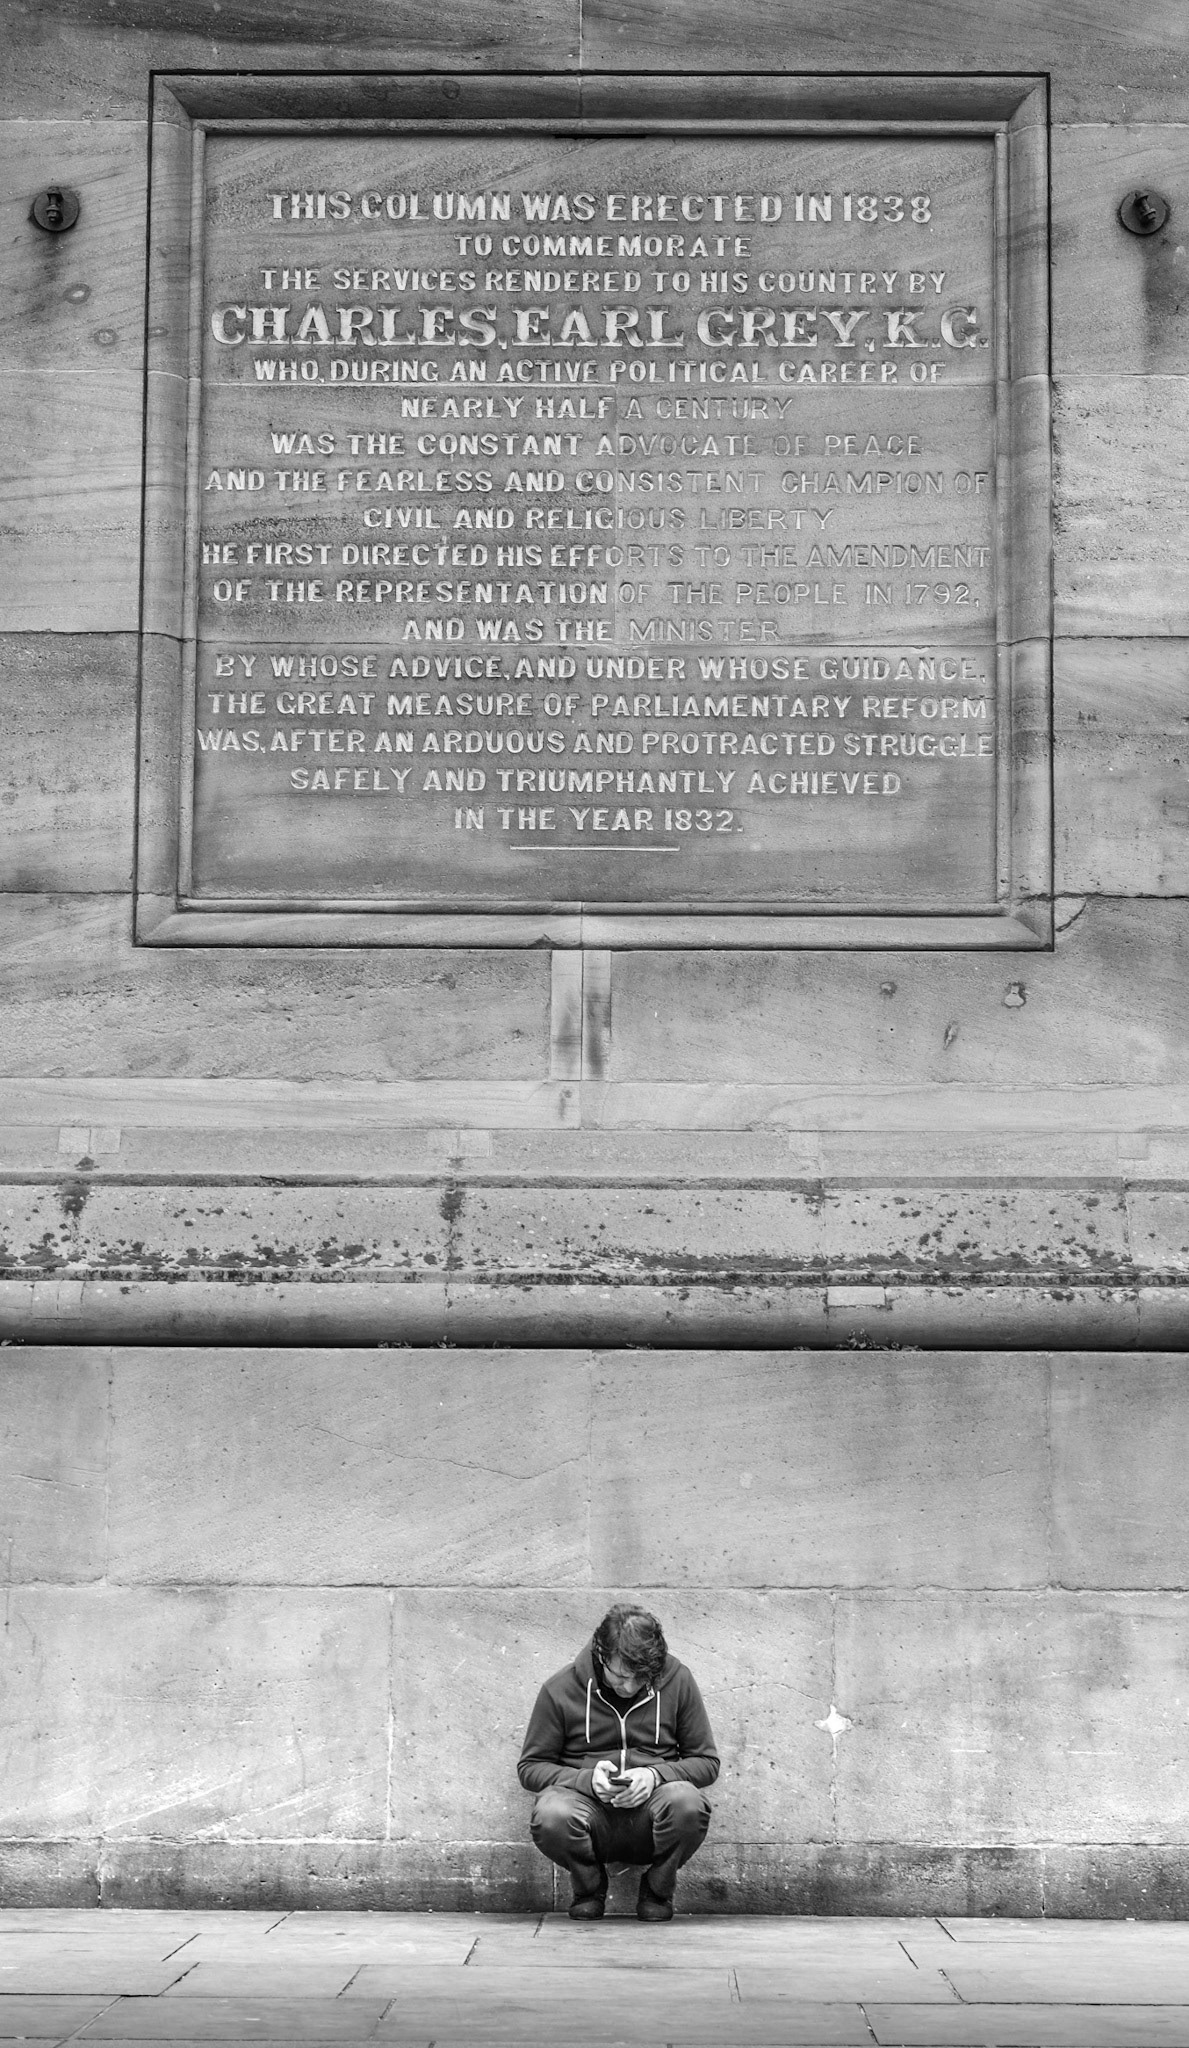 THIS COLUMN WAS ERECTED IN 1838
TO COMMEMORATE
THE SERVICES RENDERED TO HIS COUNTRY BY
CHARLES, EARL GREY, K.G.
WHO, DURING AN ACTIVE POLITICAL CAREER OF
NEARLY HALF A CENTURY
WAS THE CONSTANT ADVOCATE OF PEACE
AND THE FEARLESS AND CONSISTENT CHAMPION OF
CIVIL AND RELIGIOUS LIBERTY
HE FIRST DIRECTED HIS EFFORTS TO THE AMENDMENT
OF THE REPRESENTATION OF THE PEOPLE IN 1792,
AND WAS THE MINISTER
BY WHOSE ADVICE, AND UNDER WHOSE GUIDANCE,
THE GREAT MEASURE OF PARLIAMENTARY REFORM
WAS, AFTER AN ARDUOUS AND PROTRACTED STRUGGLE
SAFELY AND TRIUMPHANTLY ACHIEVED
IN THE YEAR 1832.